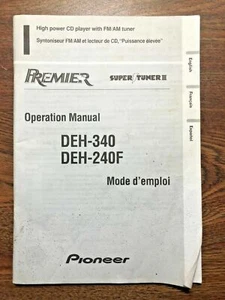 High power CD player with FM/AM tuner
Syntoniseur FM/AM et lecteur de CD, "Puissance élevée"
PREMIER
SUPER TUNER III
English
Français
Español
Operation Manual
DEH-340
DEH-240F
Mode d'emploi
Pioneer